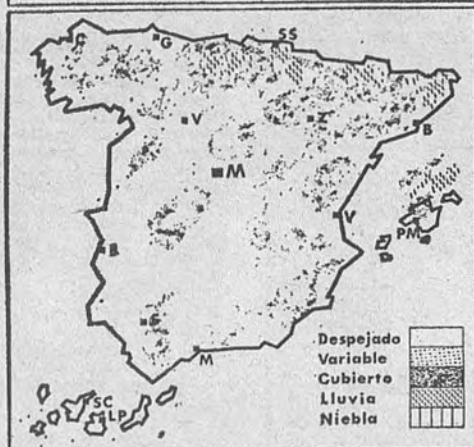 C G SS
V Z B
M
V
PM
B
S
M
SC
LP
Despejado
Variable
Cubierto
Lluvia
Niebla